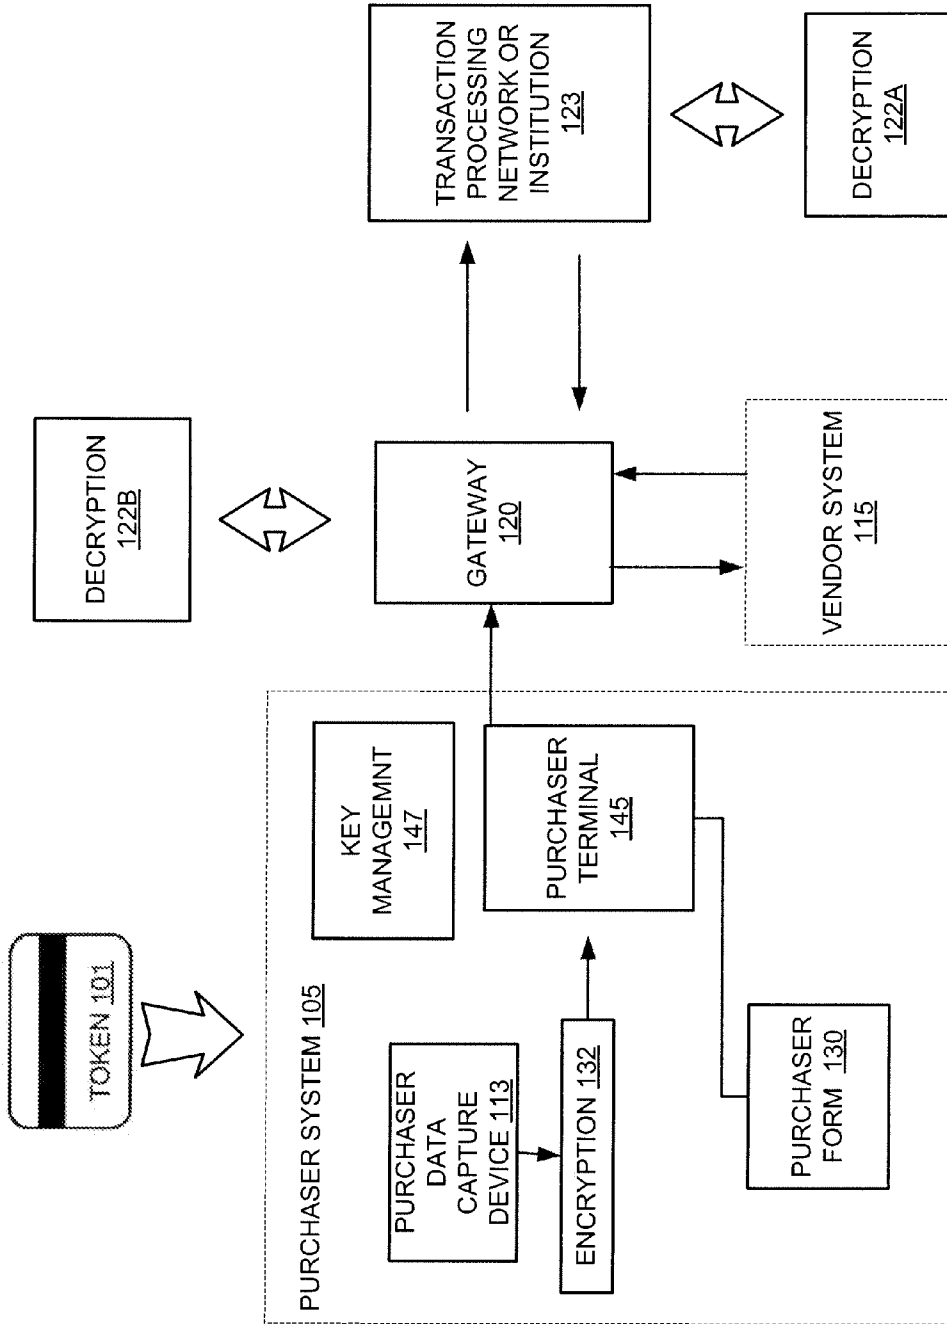 TOKEN 101
PURCHASER SYSTEM 105
PURCHASER
DATA
CAPTURE
DEVICE 113
ENCRYPTION 132
PURCHASER
FORM 130
KEY
MANAGEMNT
147
PURCHASER
TERMINAL
145
DECRYPTION
122B
GATEWAY
120
VENDOR SYSTEM
115
TRANSACTION
PROCESSING
NETWORK OR
INSTITUTION
123
DECRYPTION
122A